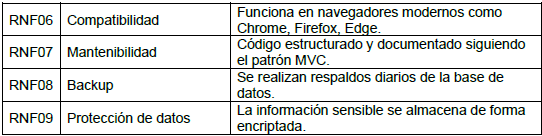 RNF06 Compatibilidad Funciona en navegadores modernos como
Chrome, Firefox, Edge.
RNF07 Mantenibilidad Código estructurado y documentado siguiendo
el patrón MVC.
RNF08 Backup Se realizan respaldos diarios de la base de
datos.
RNF09 Protección de datos La información sensible se almacena de forma
encriptada.